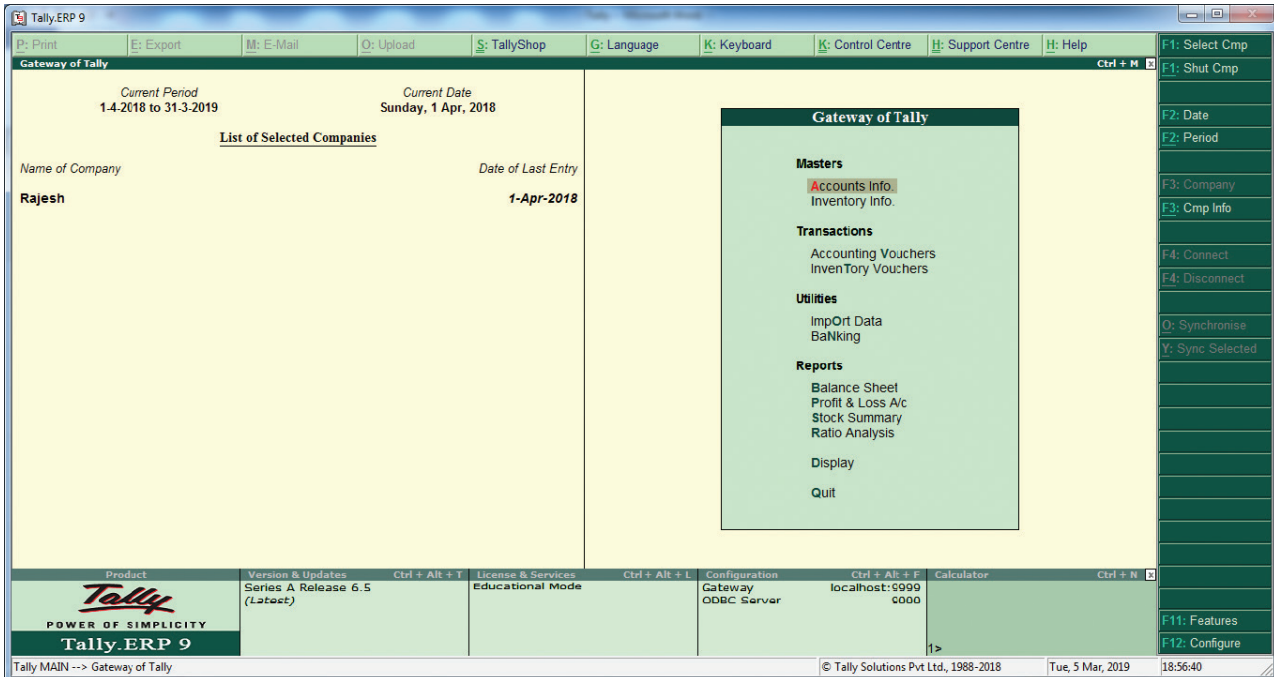 Tally.ERP 9
P: Print E: Export M: E-Mail O: Upload S: TallyShop G: Language K: Keyboard K: Control Centre H: Support Centre H: Help
Gateway of Tally Ctrl + M x
Current Period Current Date
1-4-2018 to 31-3-2019 Sunday, 1 Apr, 2018
List of Selected Companies
Name of Company Date of Last Entry
Rajesh 1-Apr-2018
Gateway of Tally
Masters
Accounts Info.
Inventory Info.
Transactions
Accounting Vouchers
InvenTory Vouchers
Utilities
ImpOrt Data
BaNking
Reports
Balance Sheet
Profit & Loss A/c
Stock Summary
Ratio Analysis
Display
Quit
F1: Select Cmp
F1: Shut Cmp
F2: Date
F2: Period
F3: Company
F3: Cmp Info
F4: Connect
F4: Disconnect
O: Synchronise
Y: Sync Selected
F11: Features
F12: Configure
Product
Tally
POWER OF SIMPLICITY
Tally.ERP 9
Version & Updates Ctrl + Alt + T
Series A Release 6.5
(Latest)
License & Services Ctrl + Alt + L
Educational Mode
Configuration Ctrl + Alt + F
Gateway localhost:9999
ODBC Server 9000
Calculator Ctrl + N x
1>
Tally MAIN --> Gateway of Tally © Tally Solutions Pvt Ltd., 1988-2018 Tue, 5 Mar, 2019 18:56:40